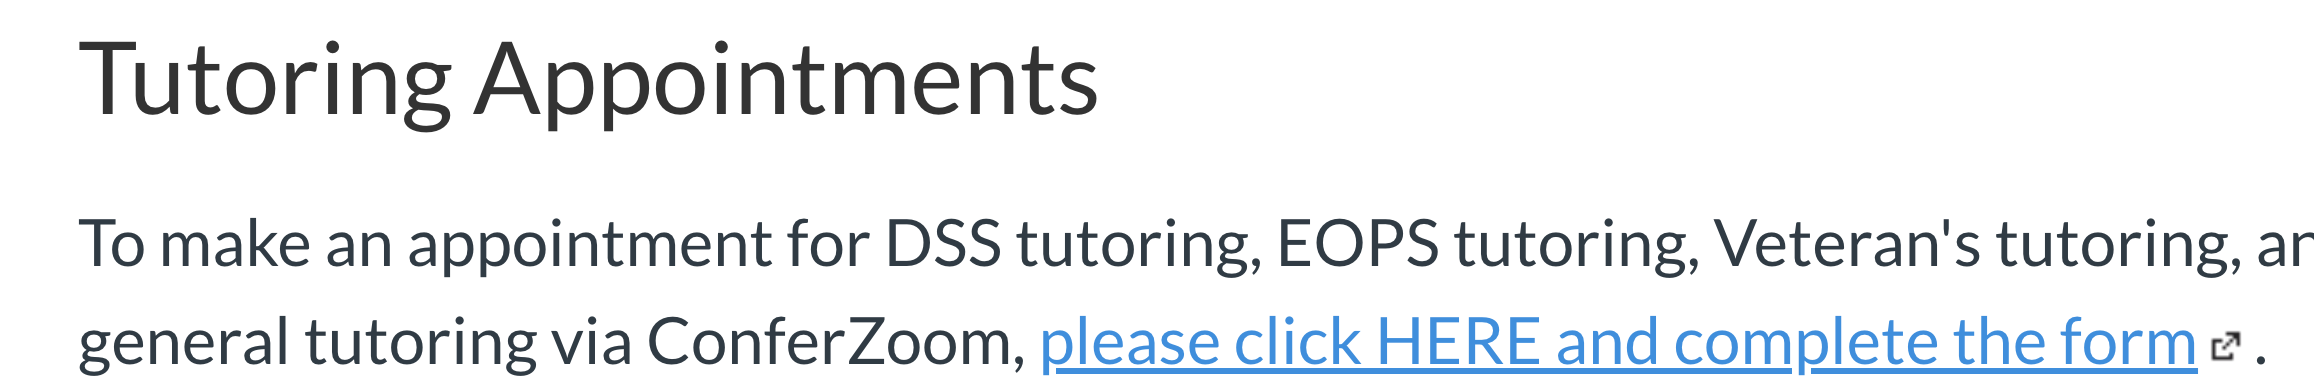 Tutoring Appointments
To make an appointment for DSS tutoring, EOPS tutoring, Veteran's tutoring,
general tutoring via ConferZoom, please click HERE and complete the form.